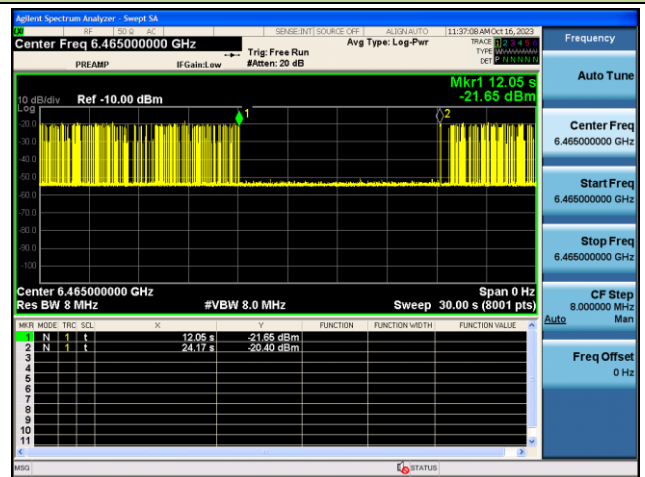 Agilent Spectrum Analyzer - Swept SA
RF 50 Ω AC SENSE:INT SOURCE OFF ALIGN AUTO 11:37:08 AM Oct 16, 2023
Center Freq 6.465000000 GHz Avg Type: Log-Pwr TRACE 1 2 3 4 5 6
Trig: Free Run TYPE
PREAMP IFGain:Low #Atten: 20 dB DET P N N N N N
Mkr1 12.05 s
10 dB/div Ref -10.00 dBm -21.65 dBm
Log
1 2
-20.0
-30.0
-40.0
-50.0
-60.0
-70.0
-80.0
-90.0
-100
Center 6.465000000 GHz Span 0 Hz
Res BW 8 MHz #VBW 8.0 MHz Sweep 30.00 s (8001 pts)
MKR MODE TRC SCL X Y FUNCTION FUNCTION WIDTH FUNCTION VALUE
1 N 1 t 12.05 s -21.65 dBm
2 N 1 t 24.17 s -20.40 dBm
3
4
5
6
7
8
9
10
11
MSG STATUS
Frequency
Auto Tune
Center Freq
6.465000000 GHz
Start Freq
6.465000000 GHz
Stop Freq
6.465000000 GHz
CF Step
8.000000 MHz
Auto Man
Freq Offset
0 Hz